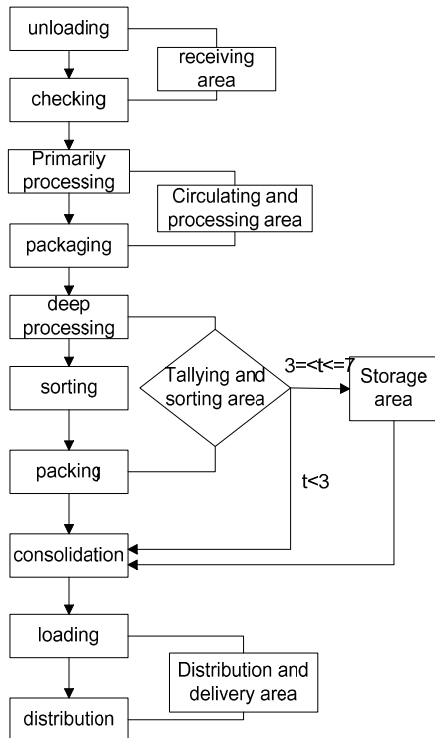 unloading
receiving
area
checking
Primarily
processing
Circulating and
processing area
packaging
deep
processing
Tallying and
sorting area
3=<t<=7
Storage
area
sorting
t<3
packing
consolidation
loading
Distribution and
delivery area
distribution